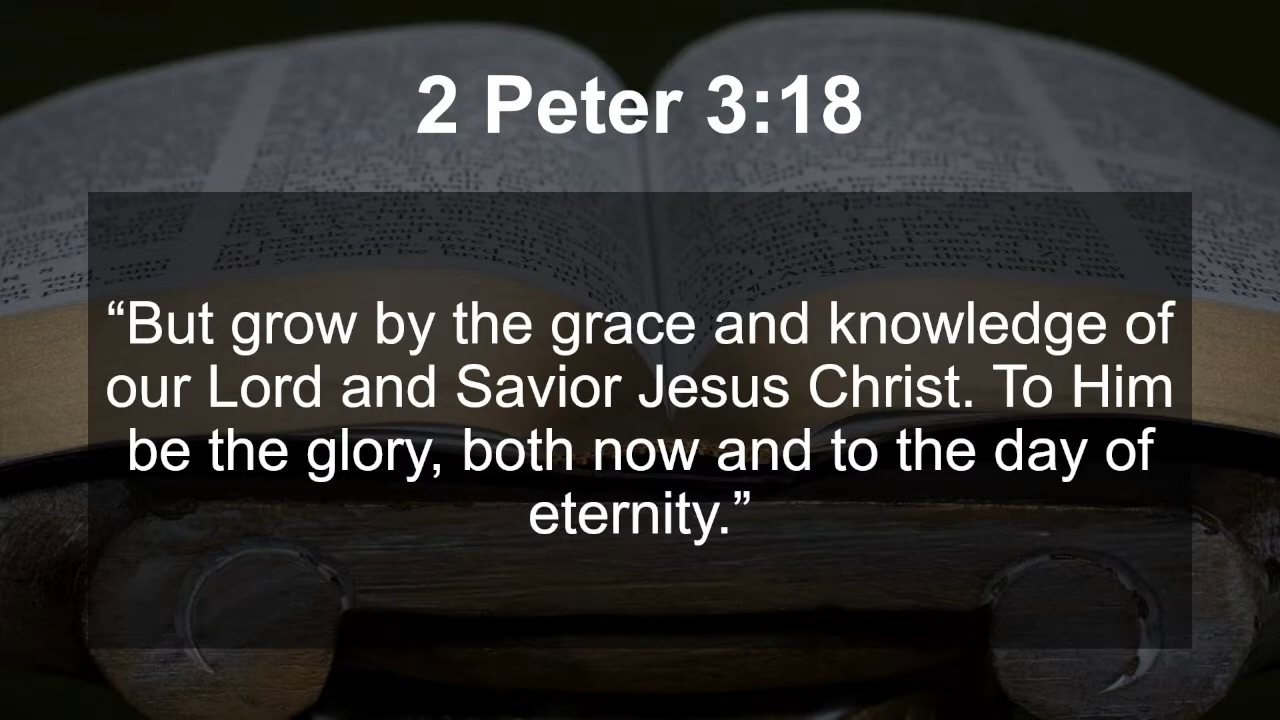 2 Peter 3:18
“But grow by the grace and knowledge of
our Lord and Savior Jesus Christ. To Him
be the glory, both now and to the day of
eternity.”